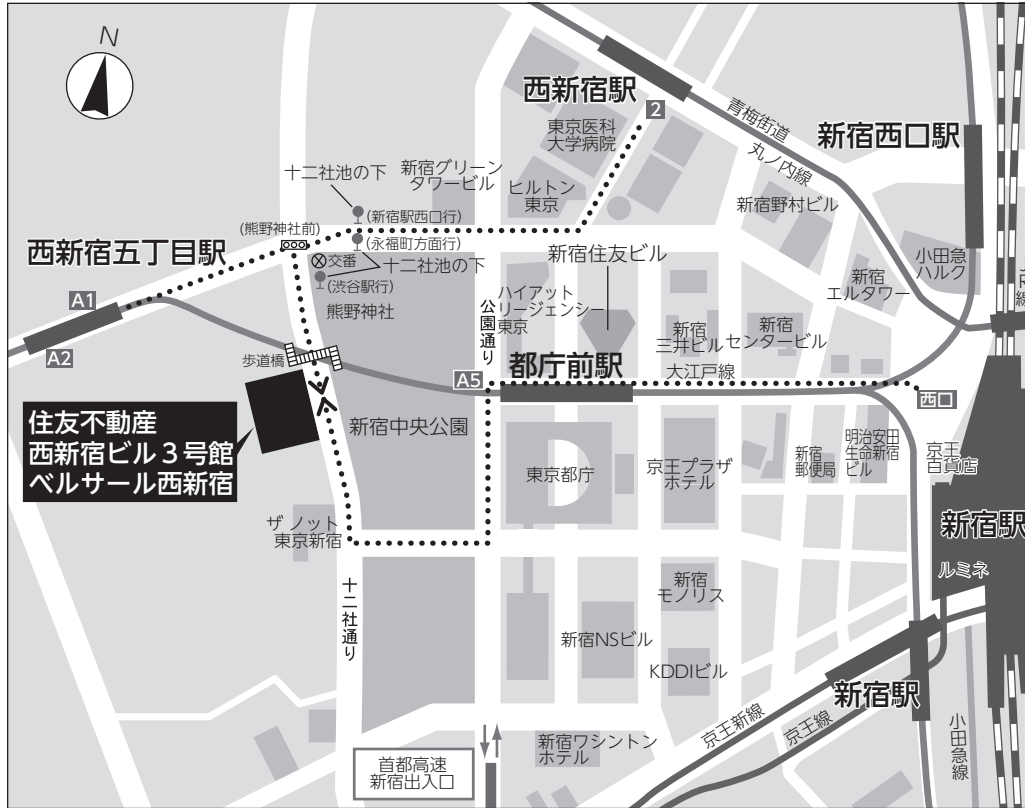 N
西新宿駅
2
青梅街道
丸ノ内線
新宿西口駅
東京医科
大学病院
十二社池の下
新宿グリーン
タワービル
ヒルトン
東京
新宿野村ビル
(新宿駅西口行)
(熊野神社前)
(永福町方面行)
西新宿五丁目駅
交番
十二社池の下
(渋谷駅行)
熊野神社
新宿住友ビル
小田急
ハルク
新宿
エルタワー
A1
A2
公園通り
ハイアット
リージェンシー
東京
新宿
三井ビル
新宿
センタービル
大江戸線
歩道橋
A5
都庁前駅
西口
住友不動産
西新宿ビル3号館
ベルサール西新宿
新宿中央公園
東京都庁
京王プラザ
ホテル
新宿
郵便局
明治安田
生命新宿
ビル
京王
百貨店
新宿駅
ルミネ
ザ ノット
東京新宿
十二社通り
新宿
モノリス
新宿NSビル
KDDIビル
新宿駅
京王新線
京王線
小田急線
首都高速
新宿出入口
新宿ワシントン
ホテル